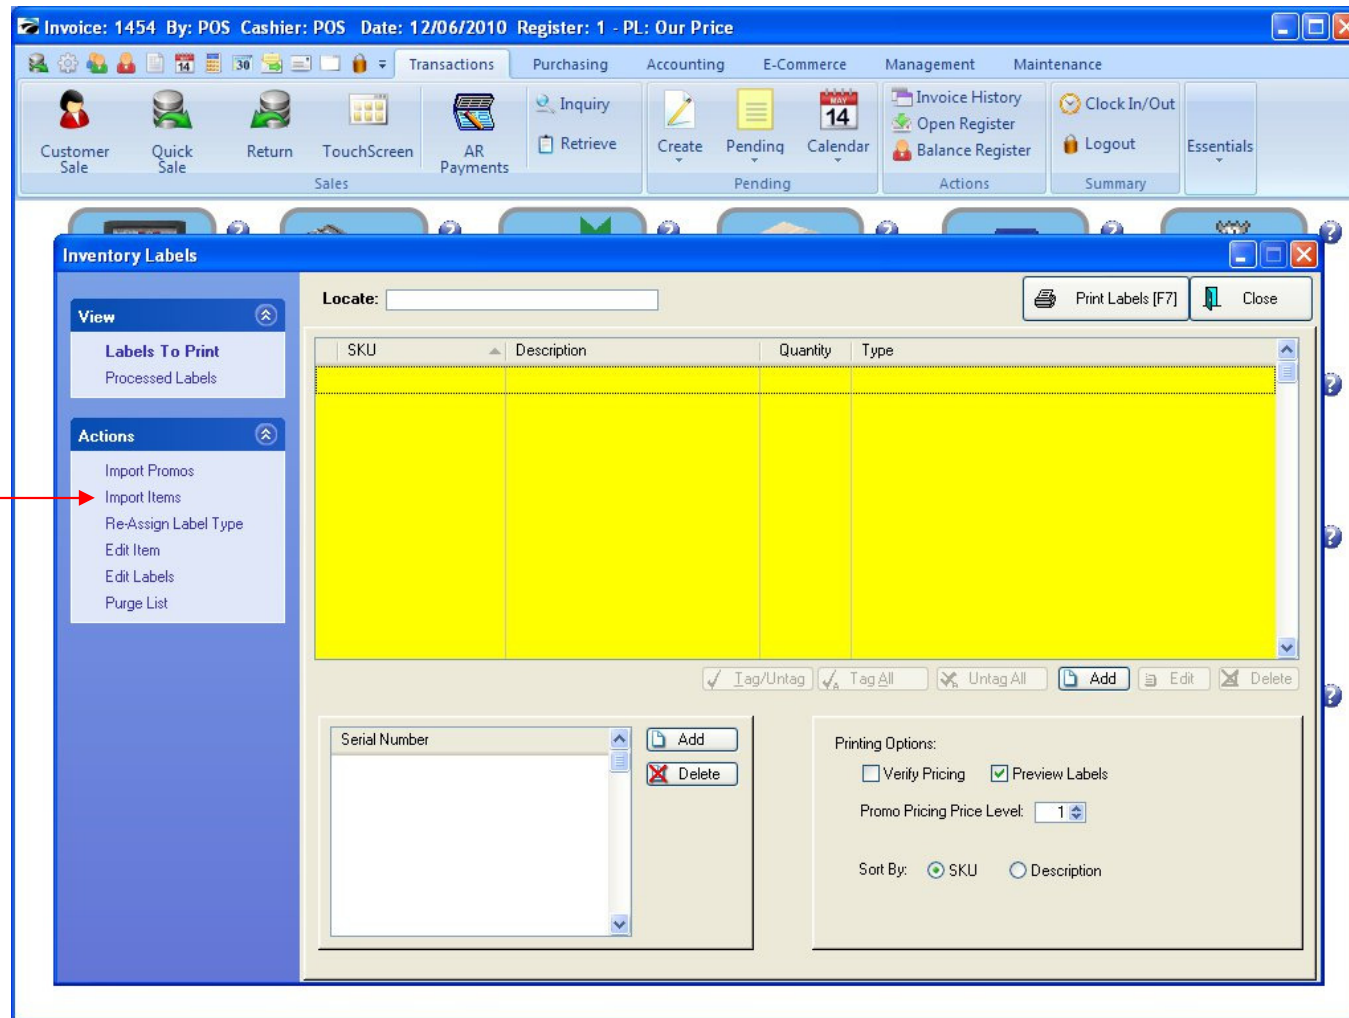 Invoice: 1454 By: POS Cashier: POS Date: 12/06/2010 Register: 1 - PL: Our Price
14 30 Transactions Purchasing Accounting E-Commerce Management Maintenance
Customer Sale
Quick Sale
Return
TouchScreen
AR Payments
Inquiry
Retrieve
Sales
Create
Pending
MAY
14
Calendar
Pending
Invoice History
Open Register
Balance Register
Actions
Clock In/Out
Logout
Summary
Essentials
Inventory Labels
View
Labels To Print
Processed Labels
Actions
Import Promos
Import Items
Re-Assign Label Type
Edit Item
Edit Labels
Purge List
Locate:
Print Labels [F7]
Close
SKU Description Quantity Type
Tag/Untag Tag All Untag All Add Edit Delete
Serial Number
Add
Delete
Printing Options:
Verify Pricing Preview Labels
Promo Pricing Price Level: 1
Sort By: SKU Description